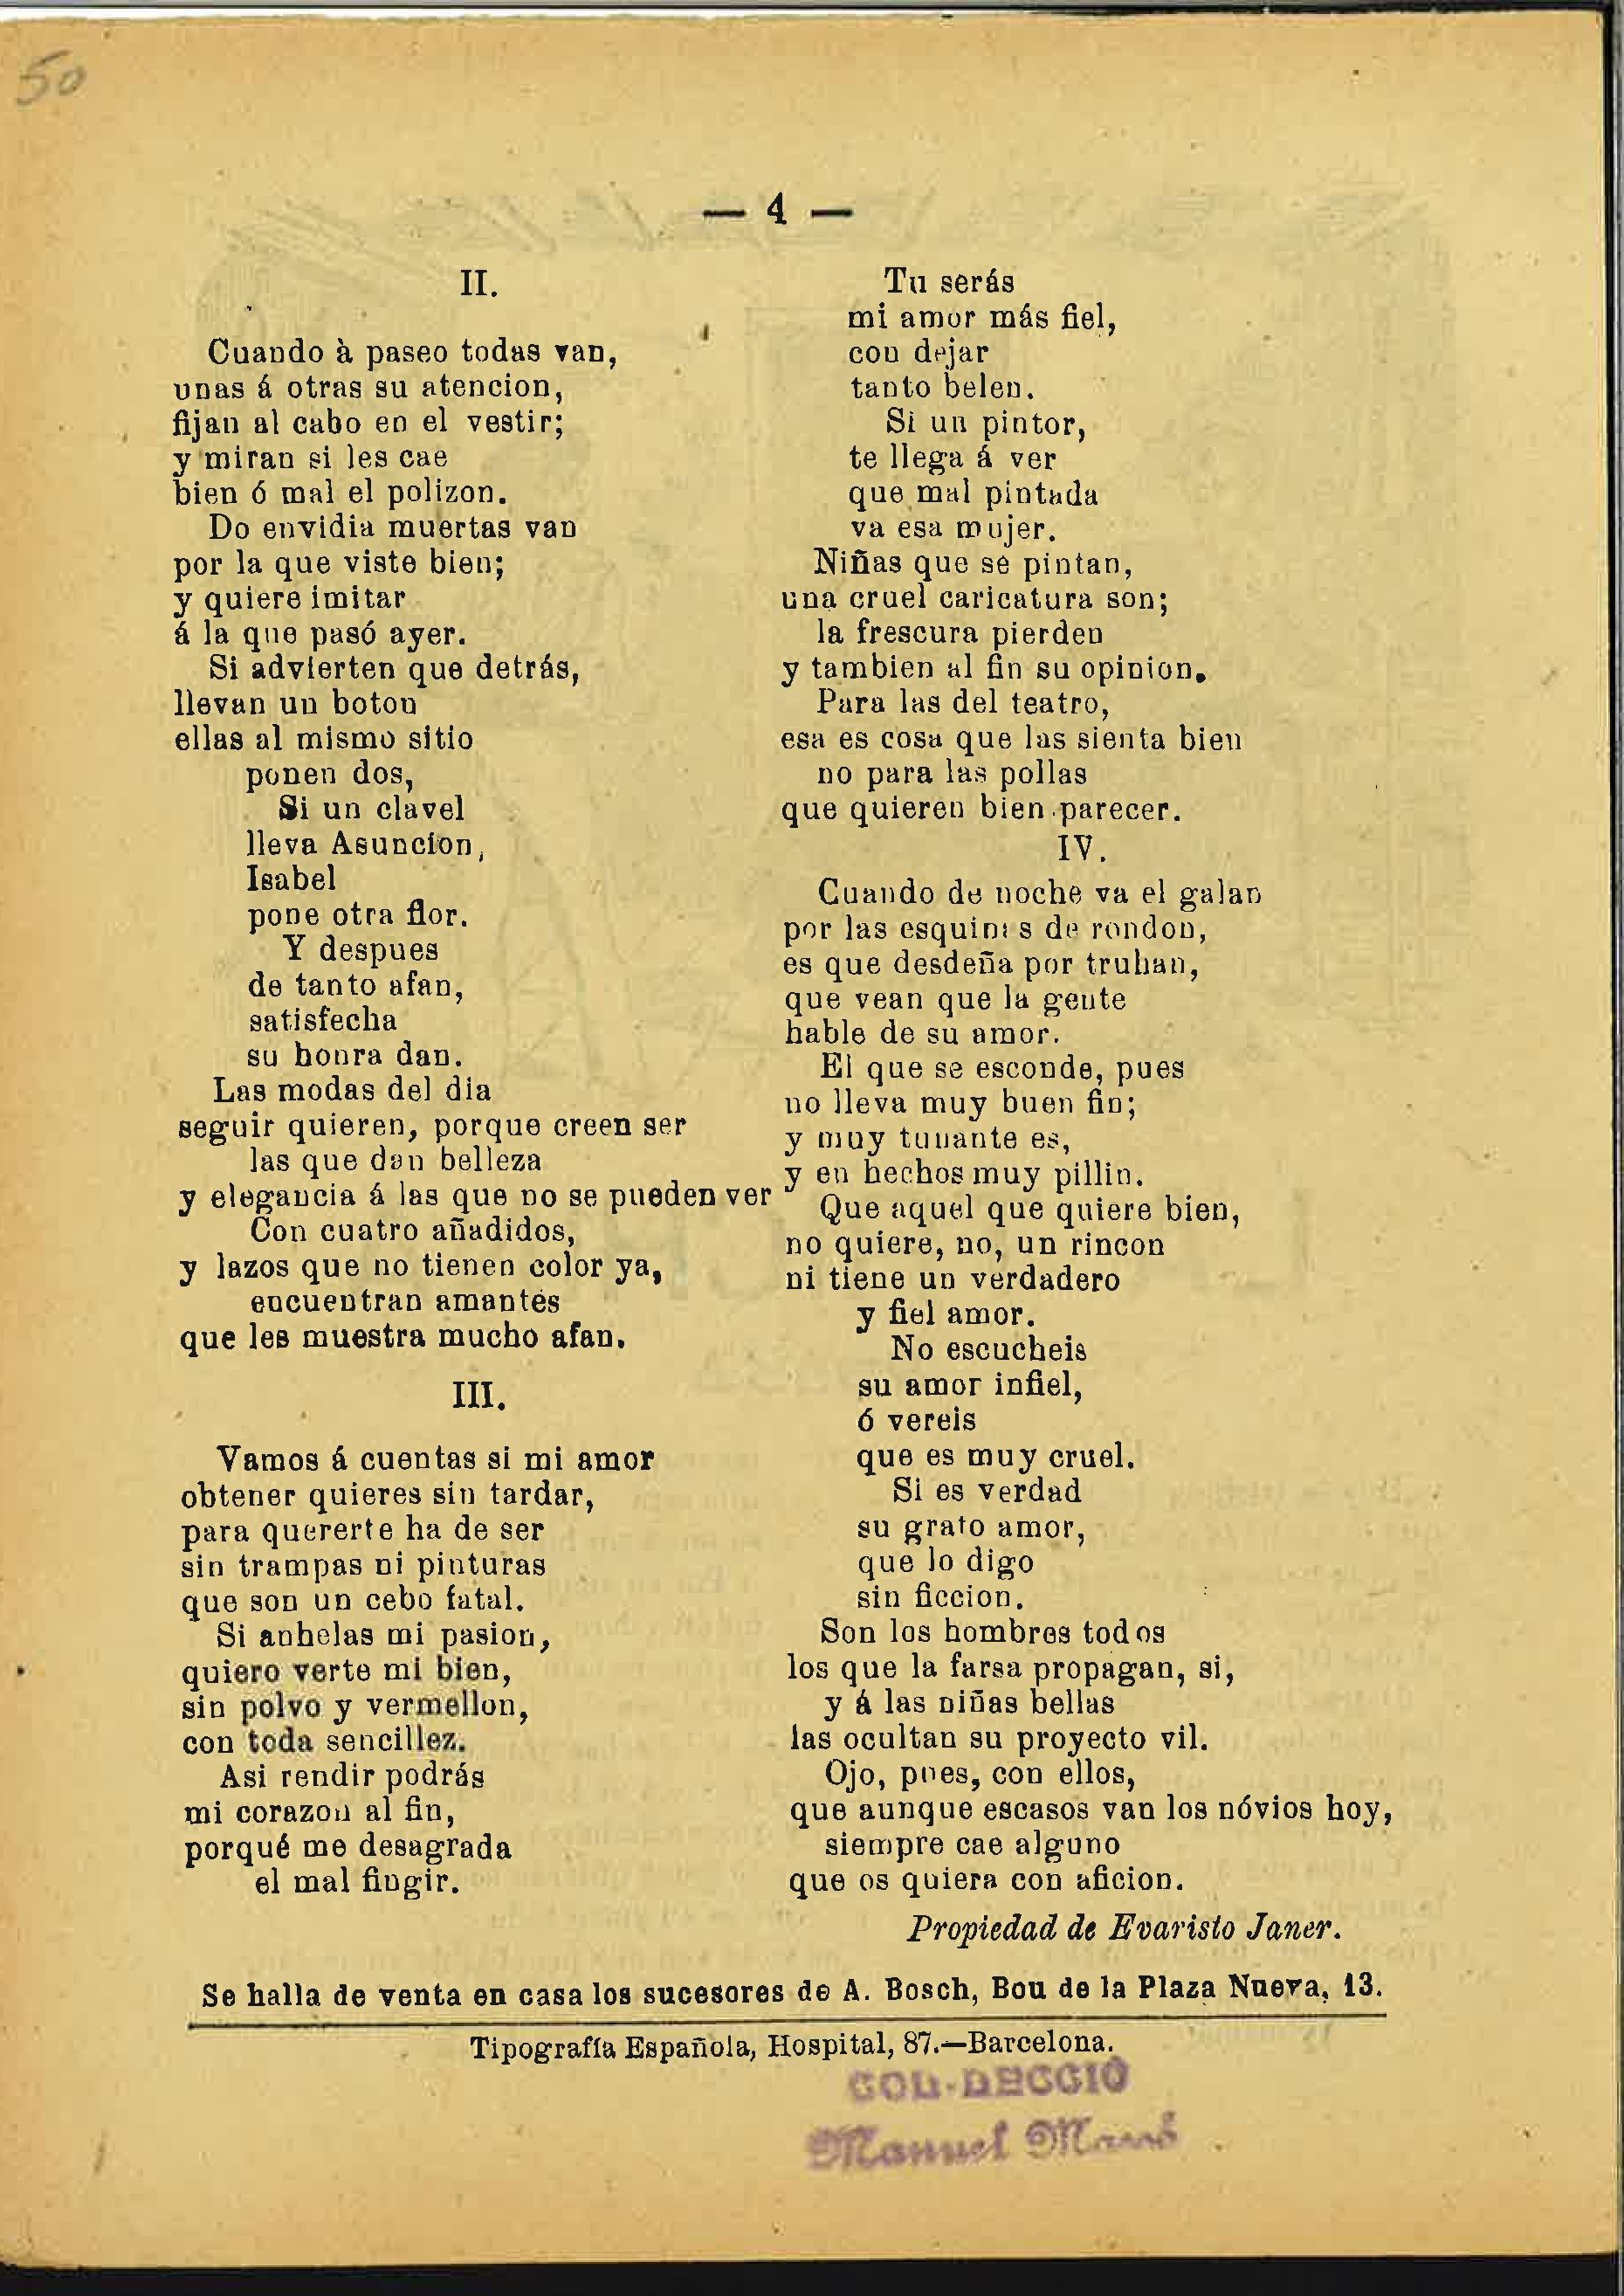 50
— 4 —
II.
Cuando à paseo todas van,
unas á otras su atencion,
fijan al cabo en el vestir;
y miran si les cae
bien ó mal el polizon.
Do envidia muertas van
por la que viste bien;
y quiere imitar
á la que pasó ayer.
Si advierten que detrás,
llevan un boton
ellas al mismo sitio
ponen dos,
Si un clavel
lleva Asuncion,
Isabel
pone otra flor.
Y despues
de tanto afan,
satisfecha
su honra dan.
Las modas del dia
seguir quieren, porque creen ser
las que dan belleza
y elegancia á las que no se pueden ver
Con cuatro añadidos,
y lazos que no tienen color ya,
encuentran amantes
que les muestra mucho afan.
III.
Vamos á cuentas si mi amor
obtener quieres sin tardar,
para quererte ha de ser
sin trampas ni pinturas
que son un cebo fatal.
Si anhelas mi pasion,
quiero verte mi bien,
sin polvo y vermellon,
con toda sencillez.
Asi rendir podrás
mi corazon al fin,
porqué me desagrada
el mal fingir.
Tu serás
mi amor más fiel,
con dejar
tanto belen.
Si un pintor,
te llega á ver
que mal pintada
va esa mujer.
Niñas que se pintan,
una cruel caricatura son;
la frescura pierden
y tambien al fin su opinion.
Para las del teatro,
esa es cosa que las sienta bien
no para las pollas
que quieren bien parecer.
IV.
Cuando de noche va el galan
por las esquinas de rondon,
es que desdeña por truhan,
que vean que la gente
hable de su amor.
El que se esconde, pues
no lleva muy buen fin;
y muy tunante es,
y en hechos muy pillin.
Que aquel que quiere bien,
no quiere, no, un rincon
ni tiene un verdadero
y fiel amor.
No escucheis
su amor infiel,
ó vereis
que es muy cruel.
Si es verdad
su grato amor,
que lo digo
sin ficcion.
Son los hombres todos
los que la farsa propagan, si,
y á las niñas bellas
las ocultan su proyecto vil.
Ojo, pues, con ellos,
que aunque escasos van los nóvios hoy,
siempre cae alguno
que os quiera con aficion.
Propiedad de Evaristo Janer.
Se halla de venta en casa los sucesores de A. Bosch, Bou de la Plaza Nueva, 13.
Tipografía Española, Hospital, 87.—Barcelona.
COL·LECCIÓ
Manuel